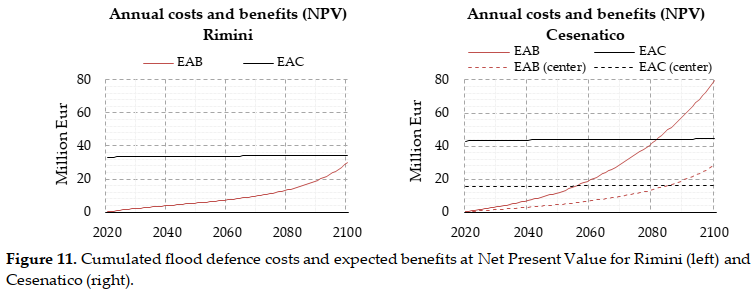 Annual costs and benefits (NPV)
Rimini
EAB EAC
80
60
40
20
0
Million Eur
2020 2040 2060 2080 2100
Annual costs and benefits (NPV)
Cesenatico
EAB EAC
EAB (center) EAC (center)
80
60
40
20
0
Million Eur
2020 2040 2060 2080 2100
Figure 11. Cumulated flood defence costs and expected benefits at Net Present Value for Rimini (left) and
Cesenatico (right).